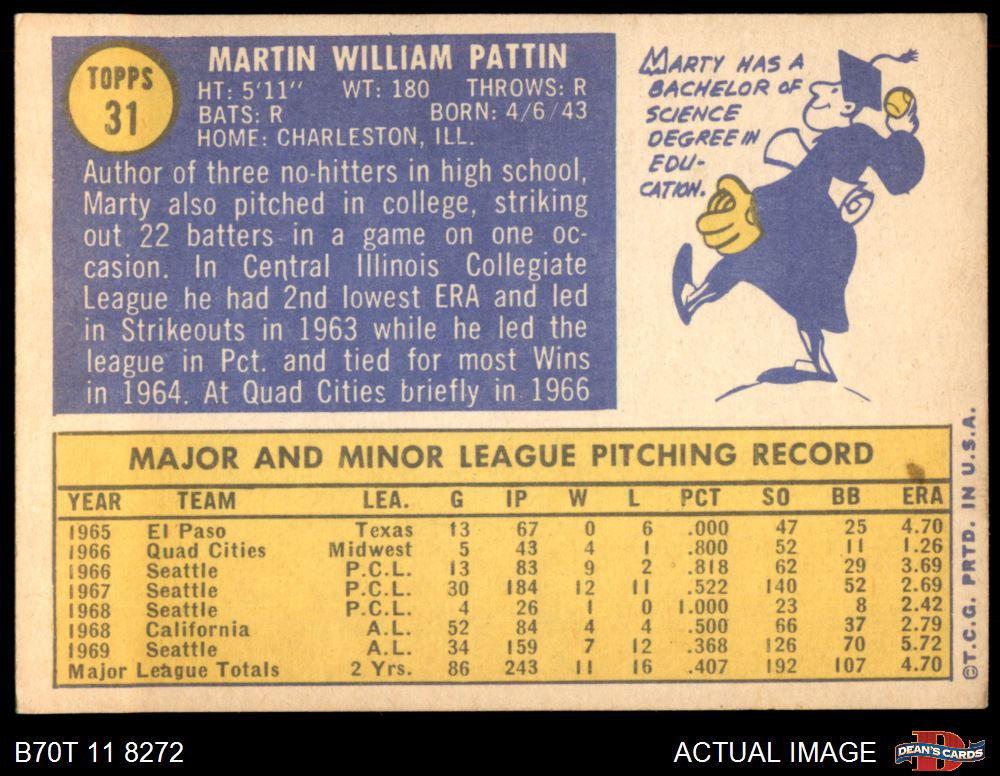 TOPPS
31
MARTIN WILLIAM PATTIN
HT: 5'11" WT: 180 THROWS: R
BATS: R BORN: 4/6/43
HOME: CHARLESTON, ILL.
Author of three no-hitters in high school,
Marty also pitched in college, striking
out 22 batters in a game on one oc-
casion. In Central Illinois Collegiate
League he had 2nd lowest ERA and led
in Strikeouts in 1963 while he led the
league in Pct. and tied for most Wins
in 1964. At Quad Cities briefly in 1966
MARTY HAS A
BACHELOR OF
SCIENCE
DEGREE IN
EDU-
CATION.
MAJOR AND MINOR LEAGUE PITCHING RECORD
YEAR TEAM LEA. G IP W L PCT SO BB ERA
1965 El Paso Texas 13 67 0 6 .000 47 25 4.70
1966 Quad Cities Midwest 5 43 4 1 .800 52 11 1.26
1966 Seattle P.C.L. 13 83 9 2 .818 62 29 3.69
1967 Seattle P.C.L. 30 184 12 11 .522 140 52 2.69
1968 Seattle P.C.L. 4 26 1 0 1.000 23 8 2.42
1968 California A.L. 52 84 4 4 .500 66 37 2.79
1969 Seattle A.L. 34 159 7 12 .368 126 70 5.72
Major League Totals 2 Yrs. 86 243 11 16 .407 192 107 4.70
©T.C.G. PRTD. IN U.S.A.
B70T 11 8272
ACTUAL IMAGE
DEAN'S CARDS